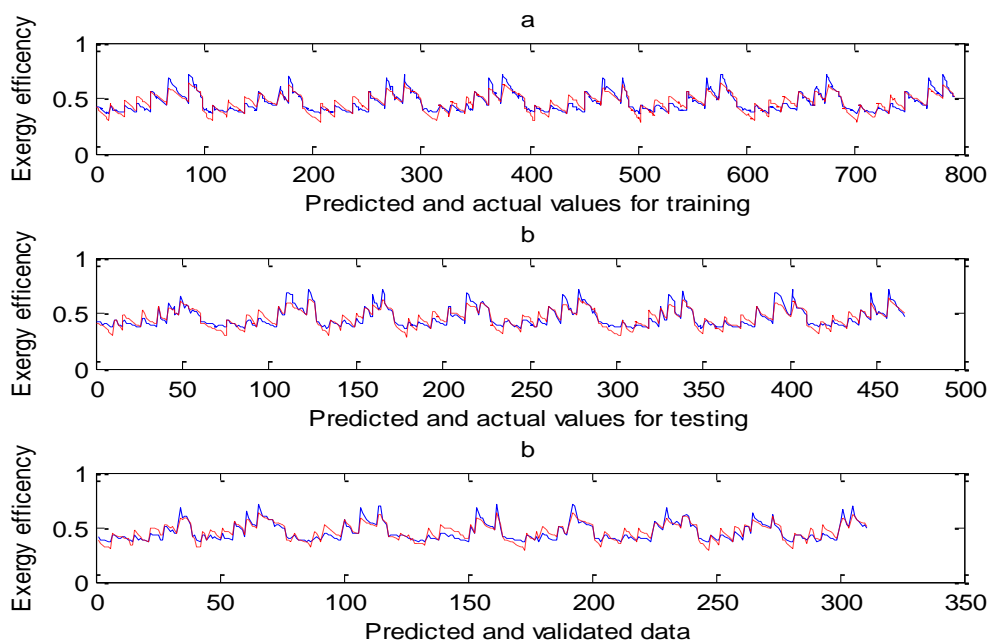 a
Exergy efficency
1
0.5
0
0 100 200 300 400 500 600 700 800
Predicted and actual values for training
b
Exergy efficency
1
0.5
0
0 50 100 150 200 250 300 350 400 450 500
Predicted and actual values for testing
b
Exergy efficency
1
0.5
0
0 50 100 150 200 250 300 350
Predicted and validated data